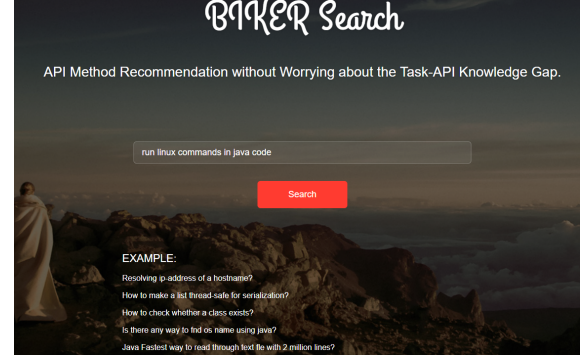 BIKER Search
API Method Recommendation without Worrying about the Task-API Knowledge Gap.
run linux commands in java code
Search
EXAMPLE:
Resolving ip-address of a hostname?
How to make a list thread-safe for serialization?
How to check whether a class exists?
Is there any way to fnd os name using java?
Java Fastest way to read through text fle with 2 million lines?